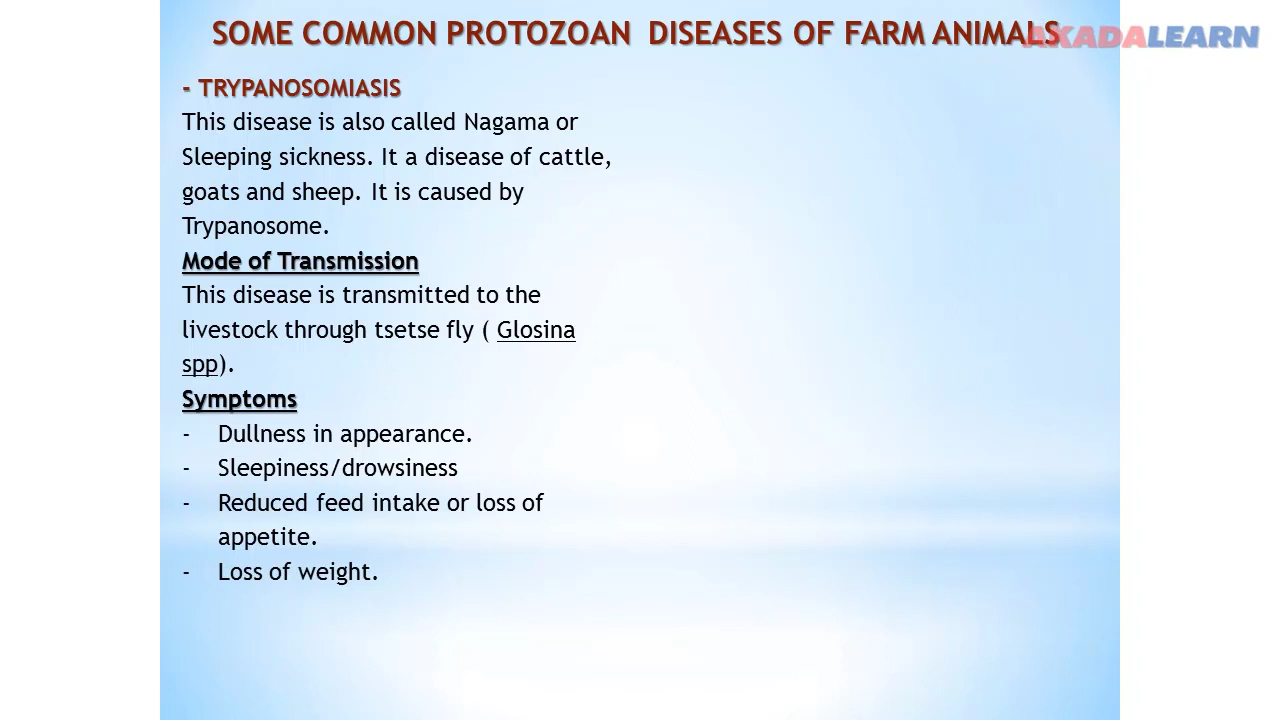 SOME COMMON PROTOZOAN DISEASES OF FARM ANIMALS
AKADALEARN
- TRYPANOSOMIASIS
This disease is also called Nagama or
Sleeping sickness. It a disease of cattle,
goats and sheep. It is caused by
Trypanosome.
Mode of Transmission
This disease is transmitted to the
livestock through tsetse fly ( Glosina
spp).
Symptoms
- Dullness in appearance.
- Sleepiness/drowsiness
- Reduced feed intake or loss of
appetite.
- Loss of weight.